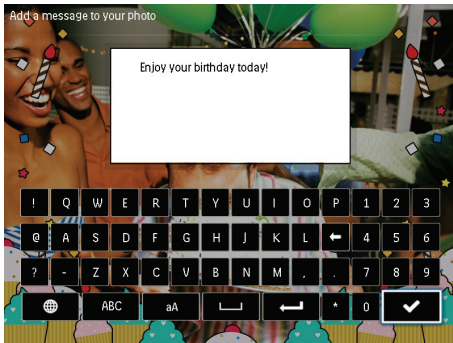 Add a message to your photo
Enjoy your birthday today!
! Q W E R T Y U I O P 1 2 3
@ A S D F G H J K L 4 5 6
? - Z X C V B N M , . 7 8 9
ABC aA * 0